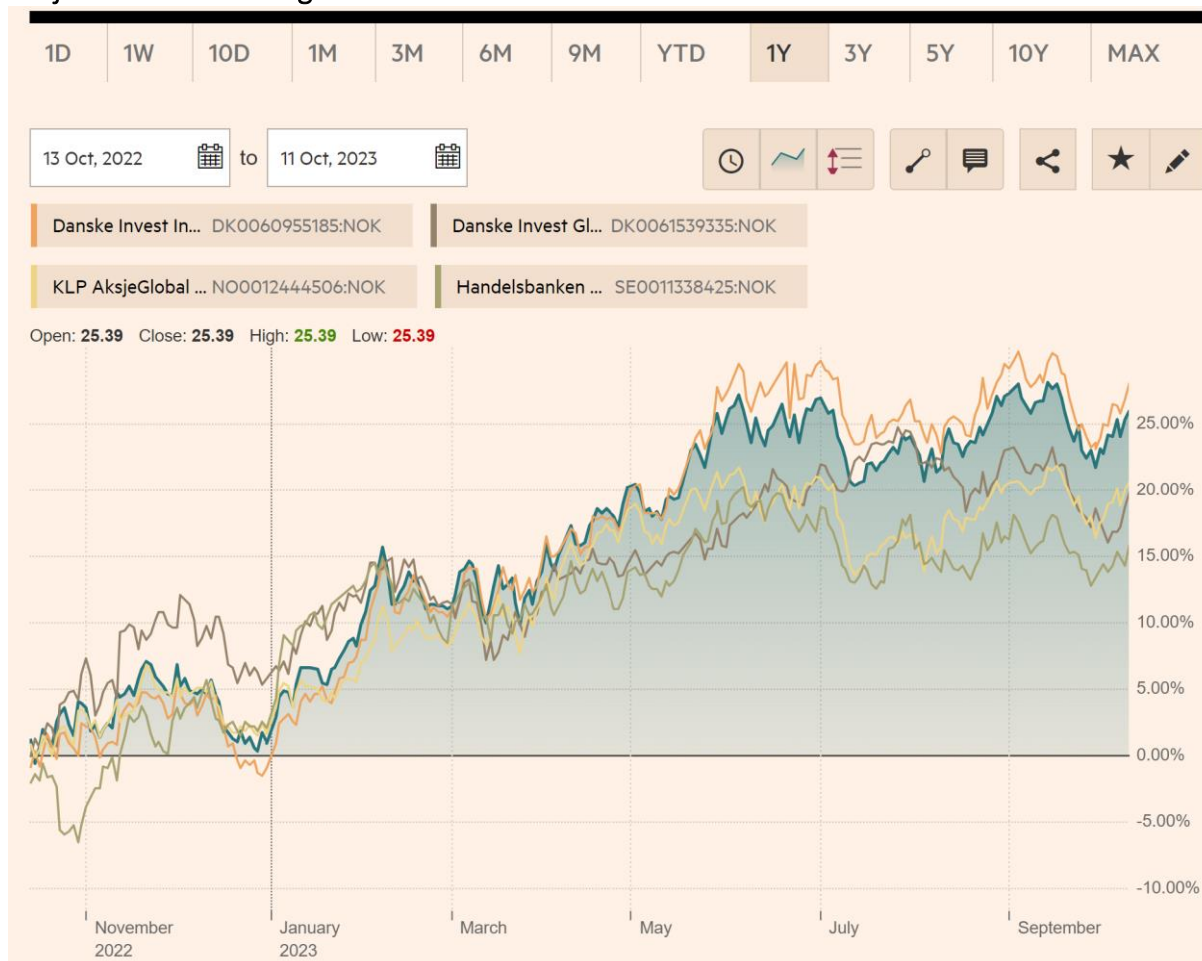 1D 1W 10D 1M 3M 6M 9M YTD 1Y 3Y 5Y 10Y MAX
13 Oct, 2022 to 11 Oct, 2023
Danske Invest In... DK0060955185:NOK Danske Invest Gl... DK0061539335:NOK
KLP AksjeGlobal ... NO0012444506:NOK Handelsbanken ... SE0011338425:NOK
Open: 25.39 Close: 25.39 High: 25.39 Low: 25.39
25.00%
20.00%
15.00%
10.00%
5.00%
0.00%
-5.00%
-10.00%
November January March May July September
2022 2023